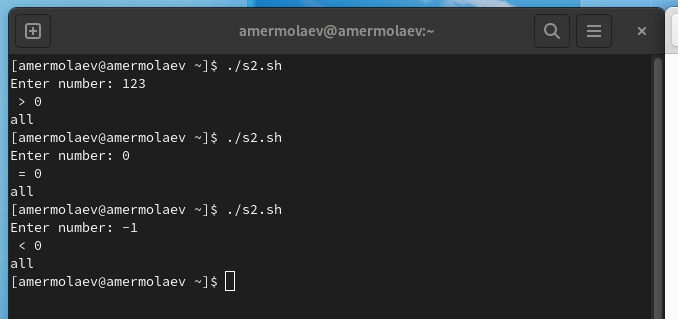 amermolaev@amermolaev:~
[amermolaev@amermolaev ~]$ ./s2.sh
Enter number: 123
 > 0
all
[amermolaev@amermolaev ~]$ ./s2.sh
Enter number: 0
 = 0
all
[amermolaev@amermolaev ~]$ ./s2.sh
Enter number: -1
 < 0
all
[amermolaev@amermolaev ~]$